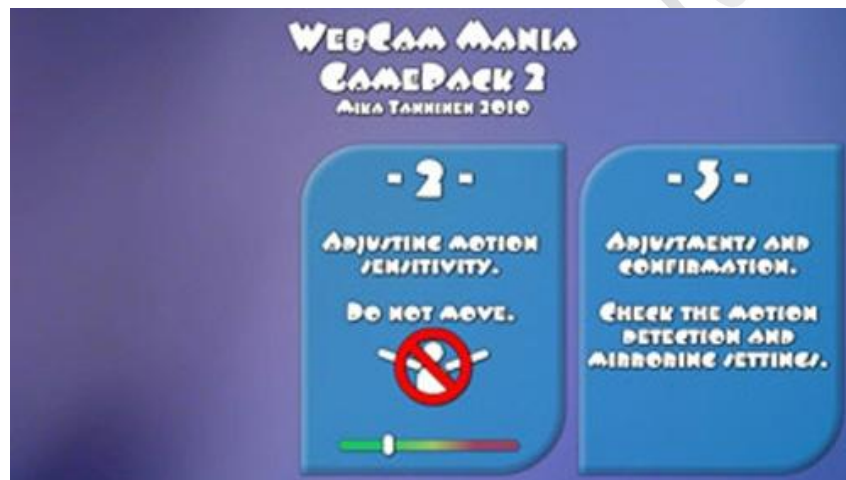 WebCam Mania
GamePack 2
Mika Tanninen 2010
- 2 -
Adjusting motion
sensitivity.
Do not move.
- 3 -
Adjustments and
confirmation.
Check the motion
detection and
mirroring settings.